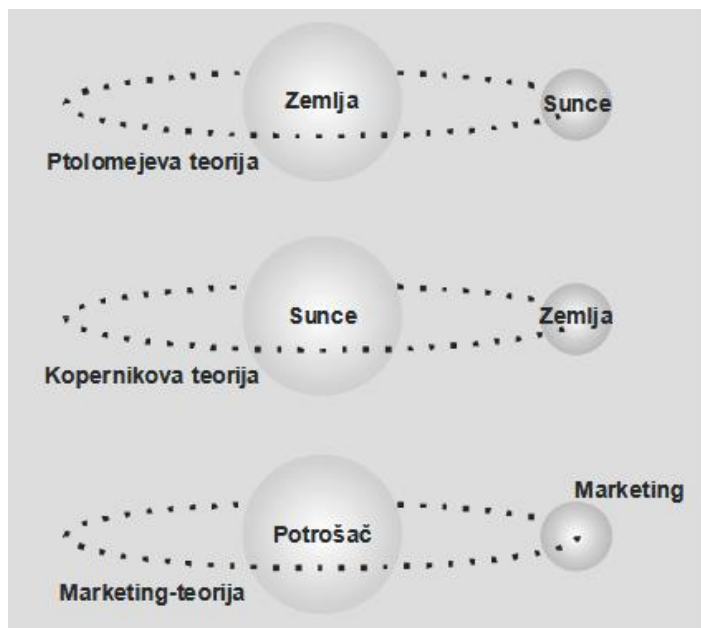 Zemlja
Sunce
Ptolomejeva teorija
Sunce
Zemlja
Kopernikova teorija
Marketing
Potrošač
Marketing-teorija